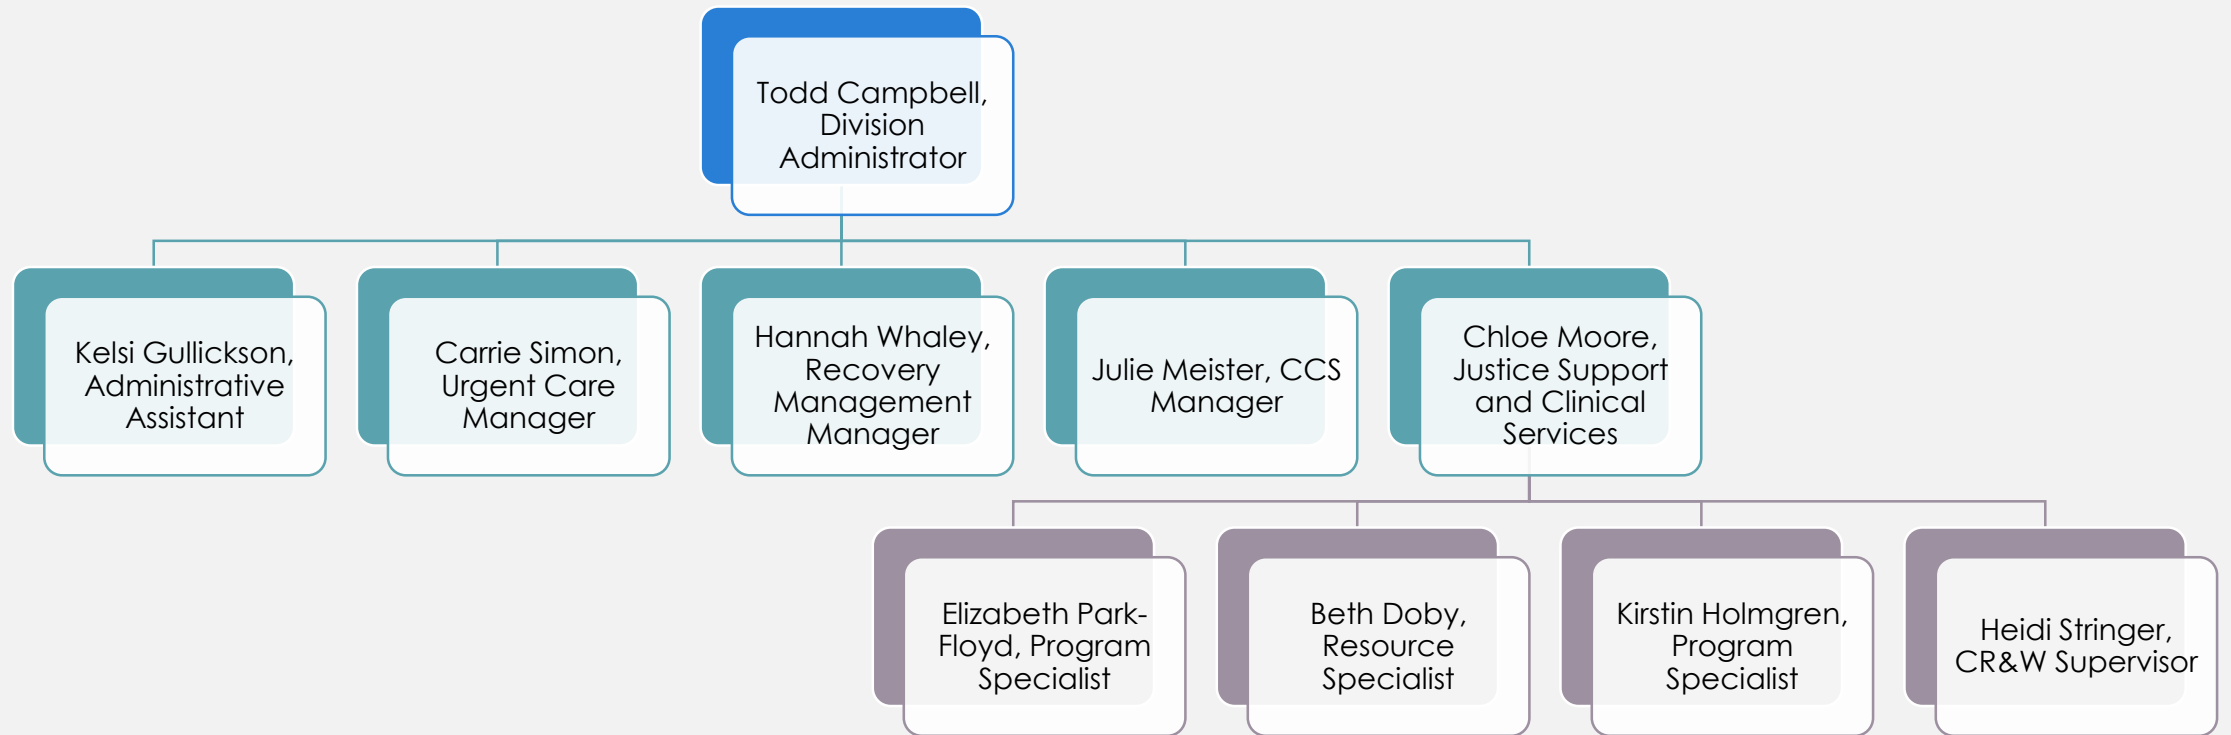 Todd Campbell,
Division
Administrator
Kelsi Gullickson,
Administrative
Assistant
Carrie Simon,
Urgent Care
Manager
Hannah Whaley,
Recovery
Management
Manager
Julie Meister, CCS
Manager
Chloe Moore,
Justice Support
and Clinical
Services
Elizabeth Park-
Floyd, Program
Specialist
Beth Doby,
Resource
Specialist
Kirstin Holmgren,
Program
Specialist
Heidi Stringer,
CR&W Supervisor